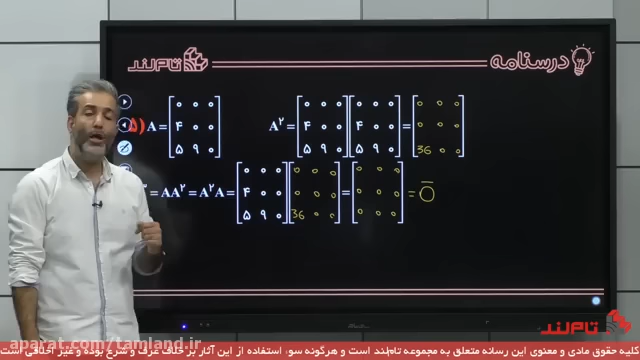 درسنامه
تام‌لند
۵) A = [۰ ۰ ۰ / ۴ ۰ ۰ / ۵ ۹ ۰] A² = [۰ ۰ ۰ / ۴ ۰ ۰ / ۵ ۹ ۰] [۰ ۰ ۰ / ۴ ۰ ۰ / ۵ ۹ ۰] = [0 0 0 / 0 0 0 / 36 0 0]
³ = AA² = A²A = [۰ ۰ ۰ / ۴ ۰ ۰ / ۵ ۹ ۰] [0 0 0 / 0 0 0 / 36 0 0] = [0 0 0 / 0 0 0 / 0 0 0] = Ō
تام‌لند
aparat.com/tamland.ir
کلیه حقوق مادی و معنوی این رسانه متعلق به مجموعه تام‌لند است و هرگونه سوء استفاده از این آثار بر خلاف عرف و شرع بوده و غیر اخلاقی است